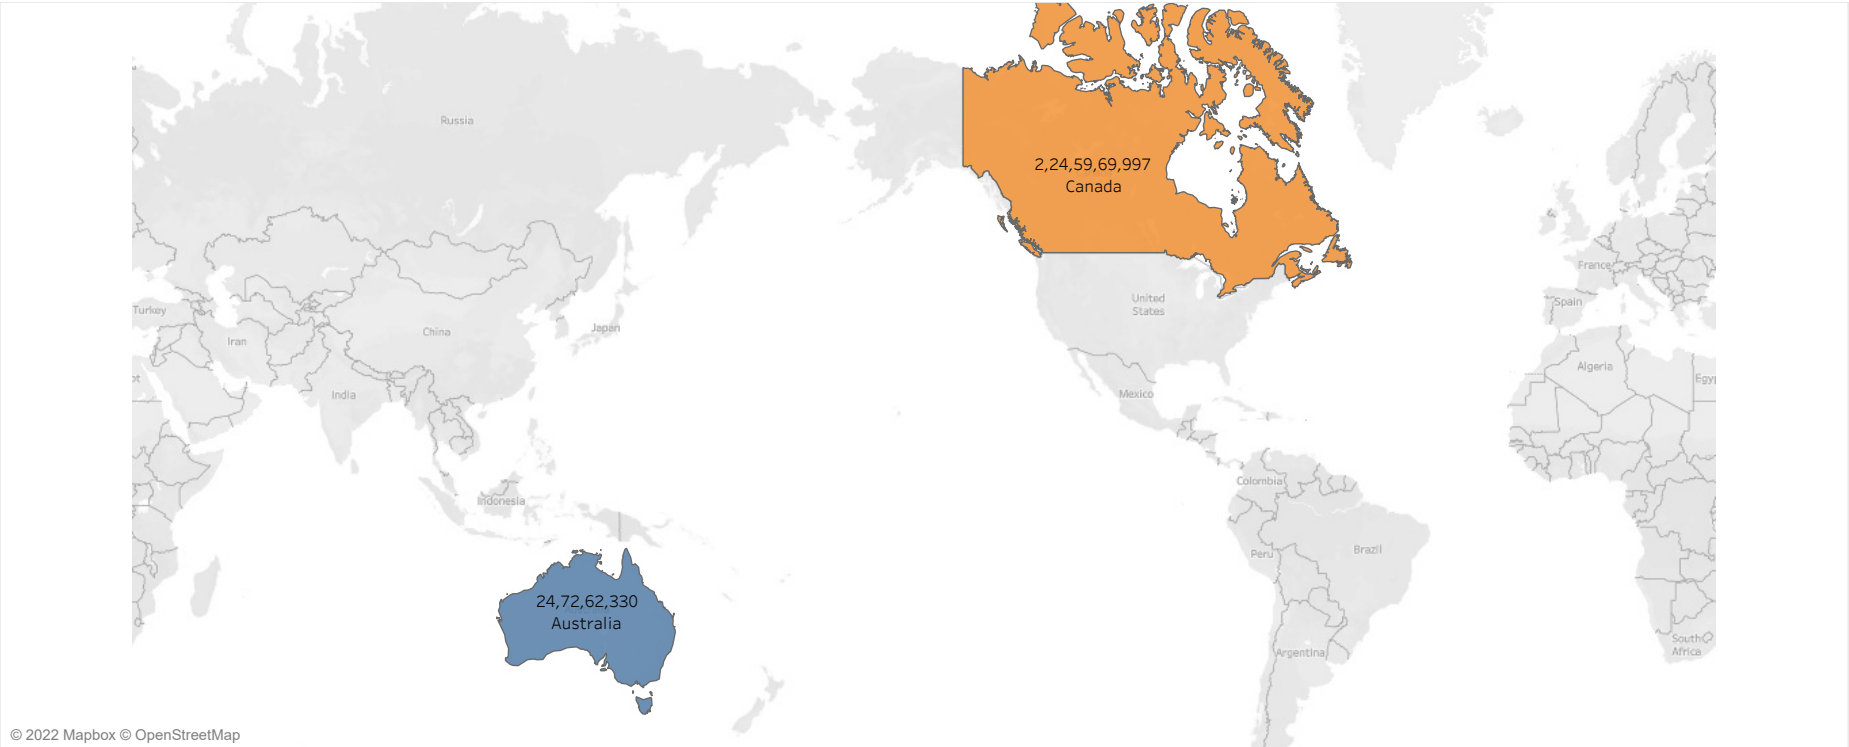 Russia
2,24,59,69,997
Canada
United
States
France
Spain
Turkey
Iran
China
Japan
India
Mexico
Algeria
Colombia
Indonesia
Peru
Brazil
24,72,62,330
Australia
South
Africa
Argentina
© 2022 Mapbox © OpenStreetMap